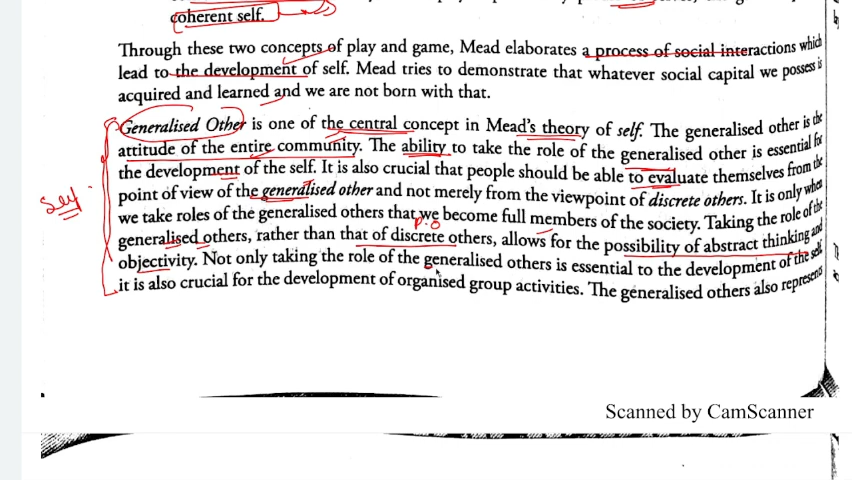 coherent self.
Through these two concepts of play and game, Mead elaborates a process of social interactions which
lead to the development of self. Mead tries to demonstrate that whatever social capital we possess is
acquired and learned and we are not born with that.
Generalised Other is one of the central concept in Mead's theory of self. The generalised other is the
attitude of the entire community. The ability to take the role of the generalised other is essential for
the development of the self. It is also crucial that people should be able to evaluate themselves from the
point of view of the generalised other and not merely from the viewpoint of discrete others. It is only when
Self
we take roles of the generalised others that we become full members of the society. Taking the role of the
P.O
generalised others, rather than that of discrete others, allows for the possibility of abstract thinking and
objectivity. Not only taking the role of the generalised others is essential to the development of the self,
it is also crucial for the development of organised group activities. The generalised others also represent
Scanned by CamScanner